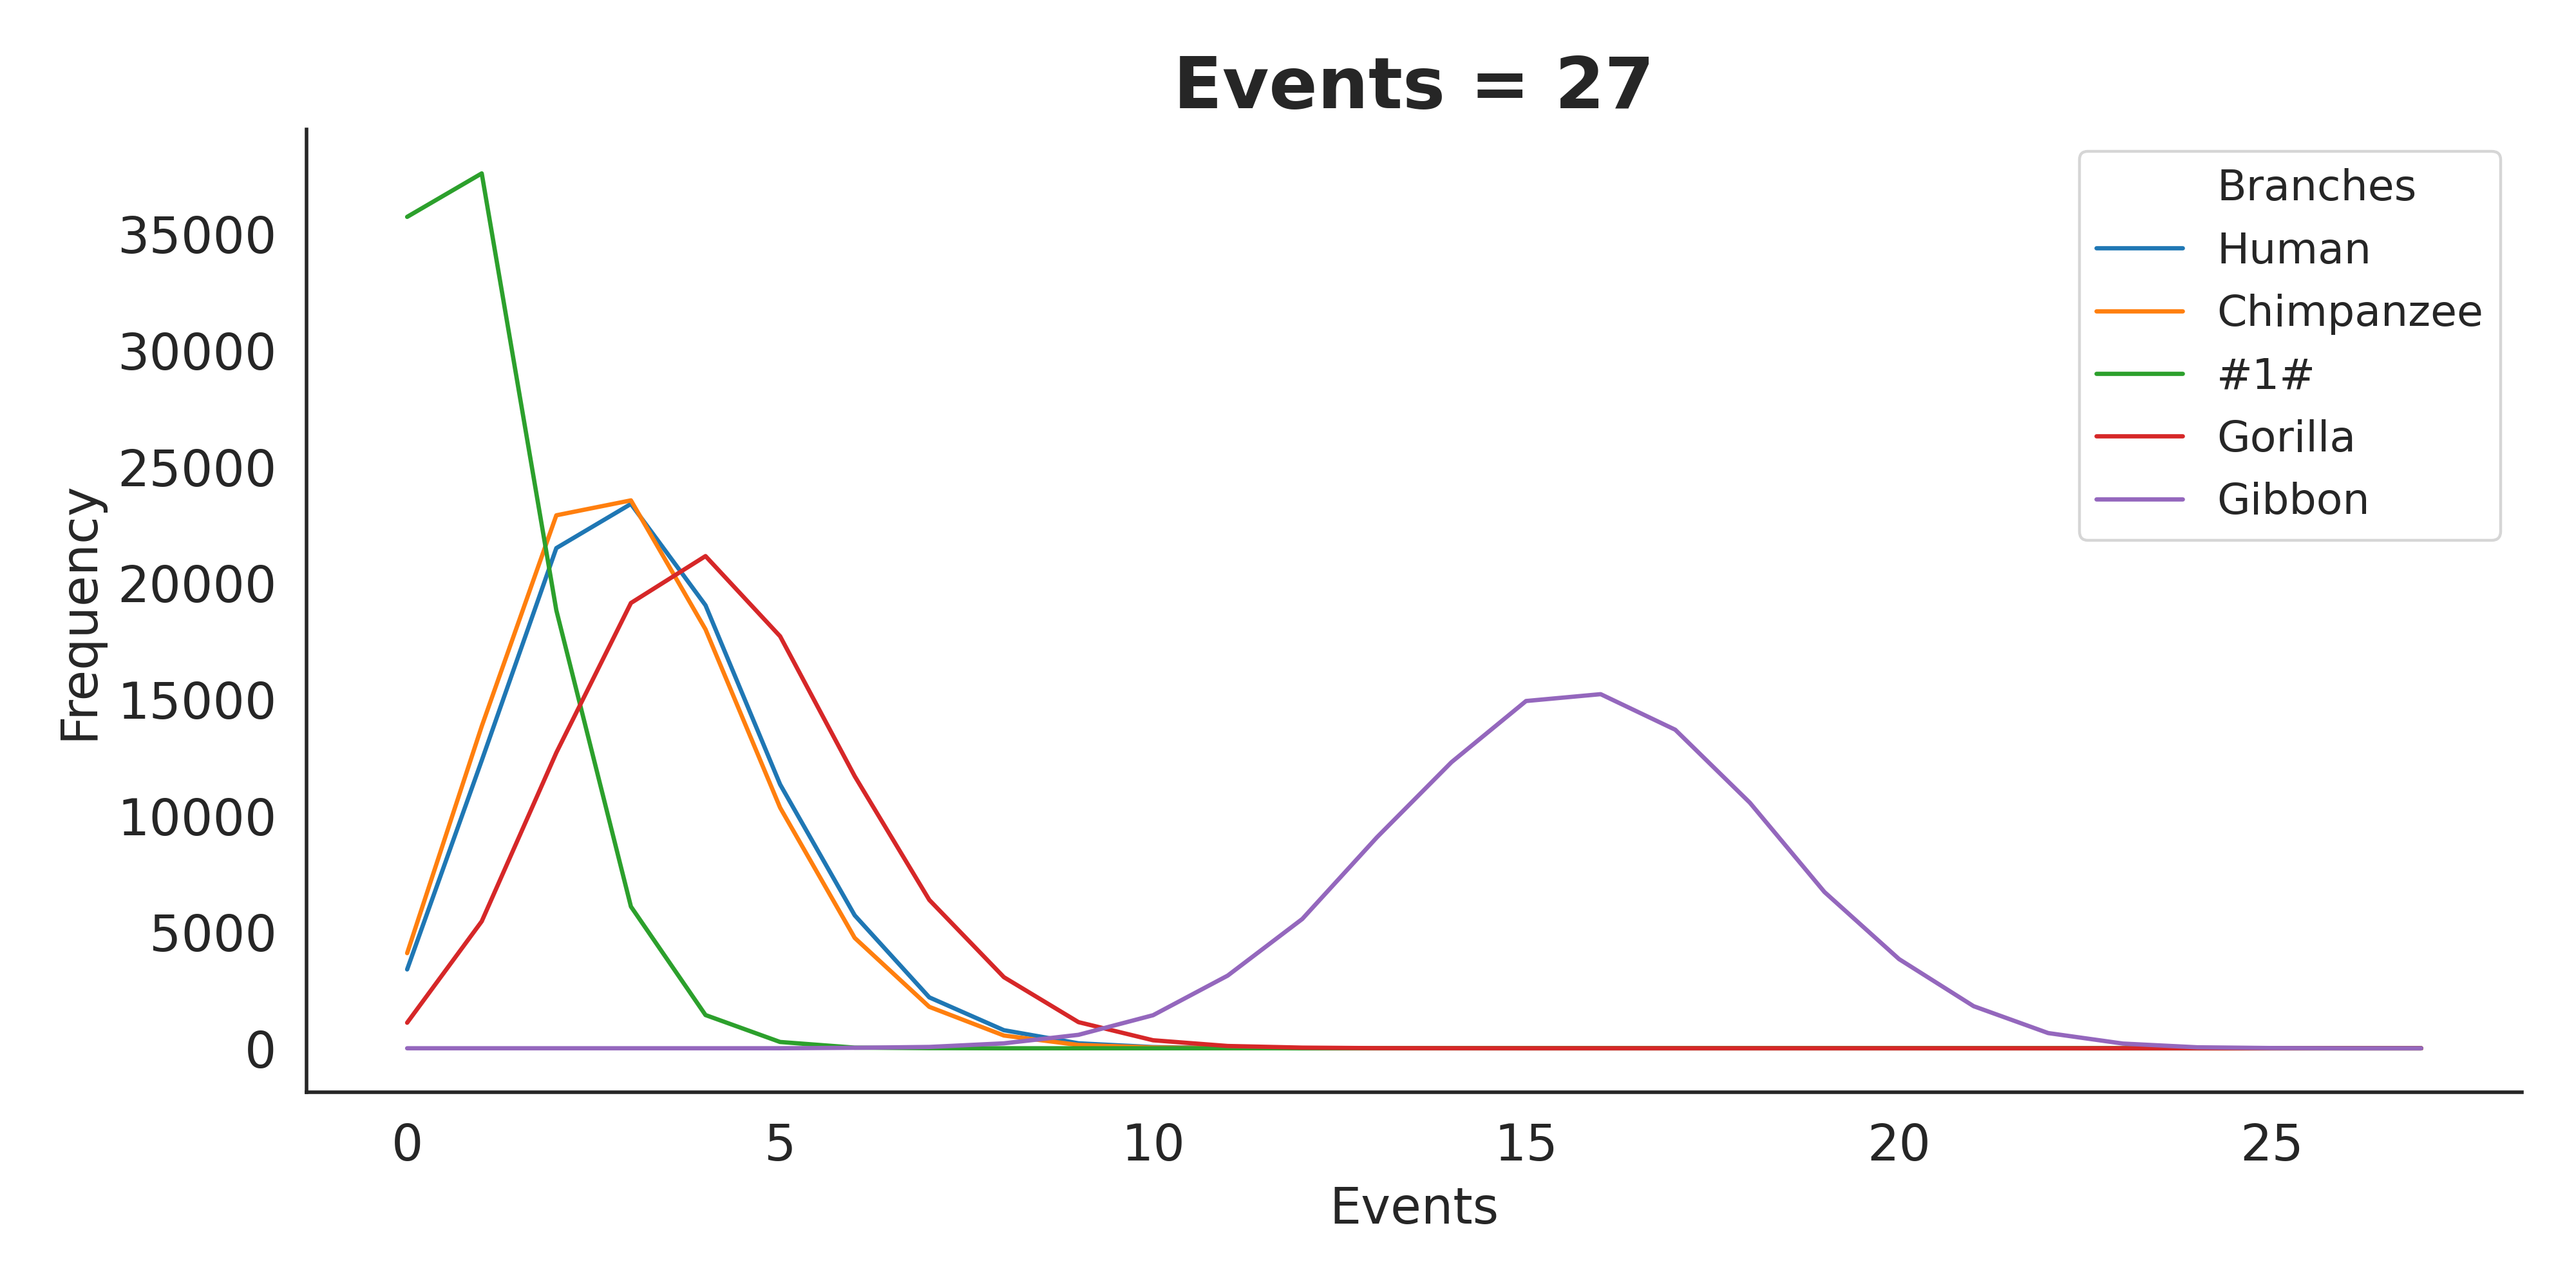 Events = 27
Branches
Human
Chimpanzee
#1#
Gorilla
Gibbon
Frequency
35000
30000
25000
20000
15000
10000
5000
0
0 5 10 15 20 25
Events